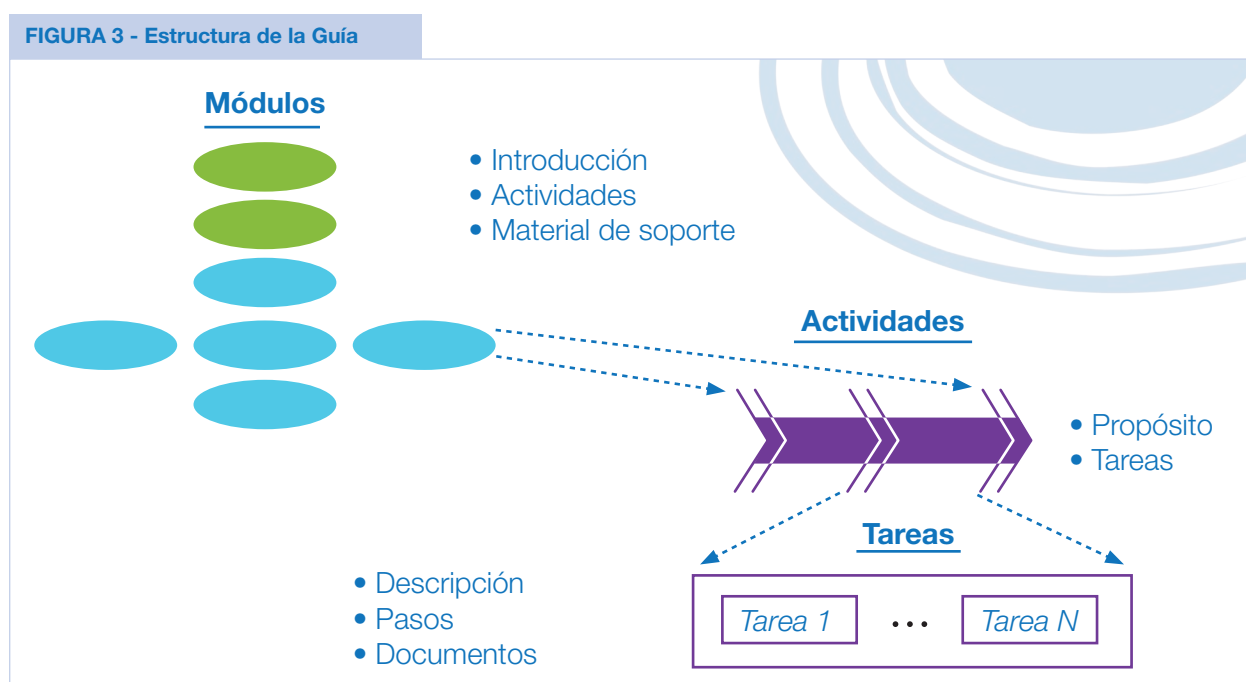 FIGURA 3 - Estructura de la Guía
Módulos
• Introducción
• Actividades
• Material de soporte
Actividades
• Propósito
• Tareas
Tareas
• Descripción
• Pasos
• Documentos
Tarea 1 ... Tarea N